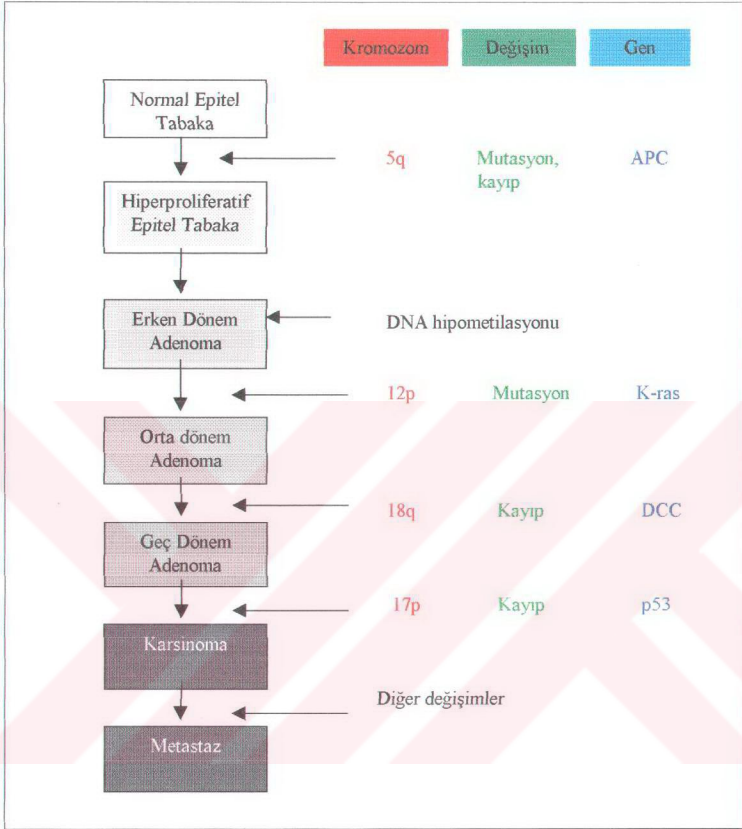 Kromozom Değişim Gen
Normal Epitel
Tabaka
5q Mutasyon, APC
kayıp
Hiperproliferatif
Epitel Tabaka
Erken Dönem
Adenoma
DNA hipometilasyonu
12p Mutasyon K-ras
Orta dönem
Adenoma
18q Kayıp DCC
Geç Dönem
Adenoma
17p Kayıp p53
Karsinoma
Diğer değişimler
Metastaz